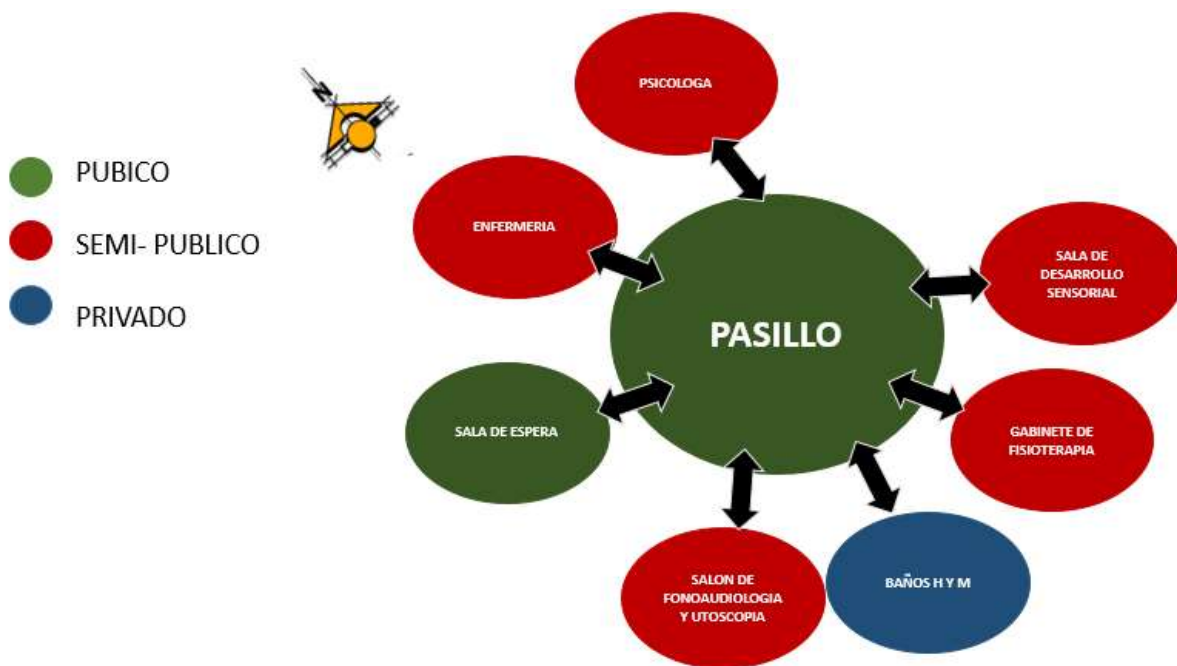 PSICOLOGA
N
PUBICO
SEMI- PUBLICO
PRIVADO
ENFERMERIA
SALA DE
DESARROLLO
SENSORIAL
PASILLO
SALA DE ESPERA
GABINETE DE
FISIOTERAPIA
SALON DE
FONOAUDIOLOGIA
Y UTOSCOPIA
BAÑOS H Y M